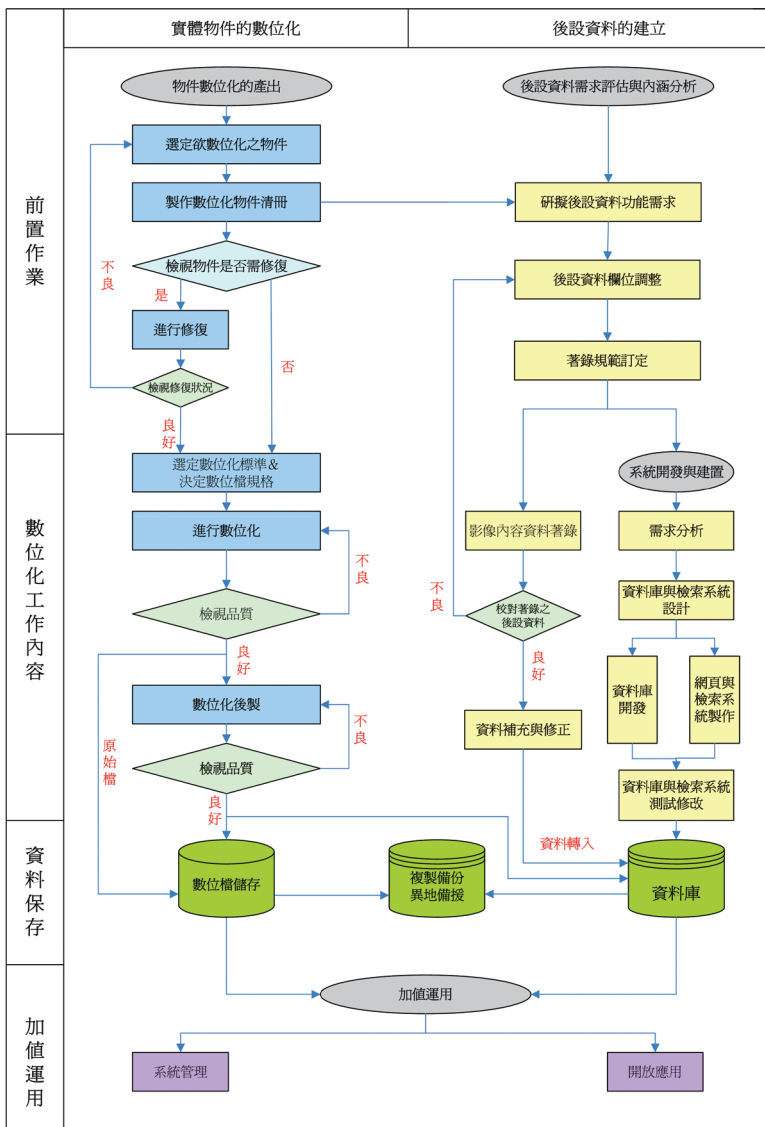 實體物件的數位化
後設資料的建立
前置作業
物件數位化的產出
選定欲數位化之物件
製作數位化物件清冊
檢視物件是否需修復
不良
是
進行修復
否
檢視修復狀況
良好
後設資料需求評估與內涵分析
研擬後設資料功能需求
後設資料欄位調整
著錄規範訂定
數位化工作內容
選定數位化標準&
決定數位檔規格
進行數位化
不良
檢視品質
良好
數位化後製
不良
原始檔
檢視品質
良好
影像內容資料著錄
不良
校對著錄之
後設資料
良好
資料補充與修正
系統開發與建置
需求分析
資料庫與檢索系統
設計
資料庫
開發
網頁與
檢索系
統製作
資料庫與檢索系統
測試修改
資料轉入
資料保存
數位檔儲存
複製備份
異地備援
資料庫
加值運用
加值運用
系統管理
開放應用